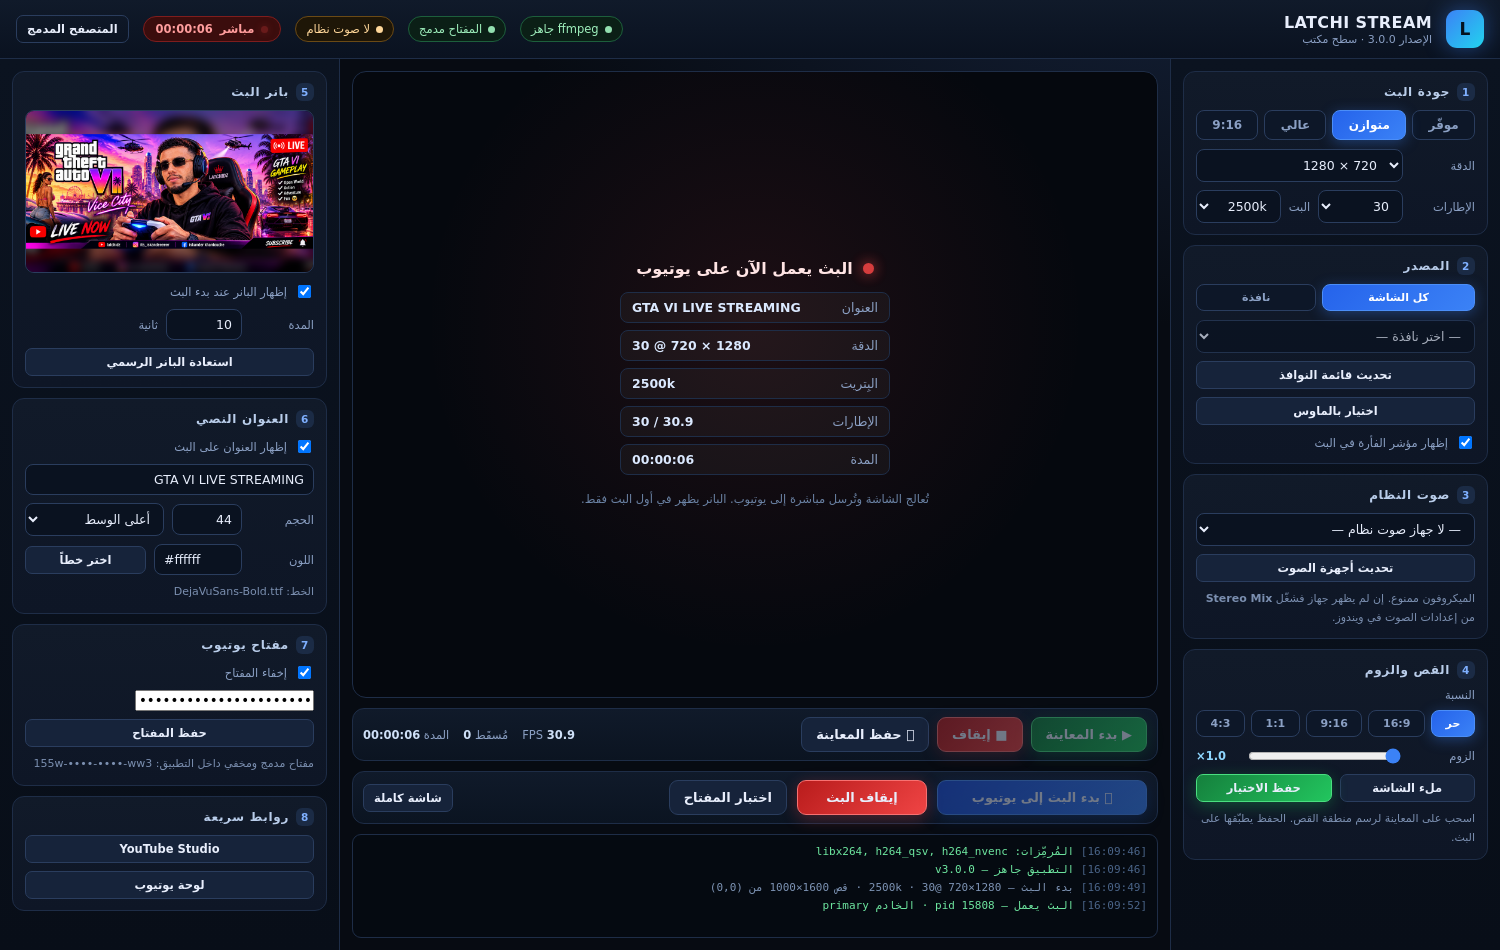 L
LATCHI STREAM
الإصدار 3.0.0 · سطح مكتب
ffmpeg جاهز
المفتاح مدمج
لا صوت نظام
مباشر 00:00:06
المتصفح المدمج
1 جودة البث
موفّر
متوازن
عالي
9:16
الدقة
1280 × 720
الإطارات
30
البث
2500k
2 المصدر
كل الشاشة
نافذة
— اختر نافذة —
تحديث قائمة النوافذ
اختيار بالماوس
إظهار مؤشر الفأرة في البث
3 صوت النظام
— لا جهاز صوت نظام —
تحديث أجهزة الصوت
الميكروفون ممنوع. إن لم يظهر جهاز فشغّل Stereo Mix
من إعدادات الصوت في ويندوز.
4 القص والزوم
النسبة
حر
16:9
9:16
1:1
4:3
الزوم
×1.0
ملء الشاشة
حفظ الاختيار
اسحب على المعاينة لرسم منطقة القص. الحفظ يطبّقها على
البث.
البث يعمل الآن على يوتيوب
العنوان GTA VI LIVE STREAMING
الدقة 1280 × 720 @ 30
البِتريت 2500k
الإطارات 30 / 30.9
المدة 00:00:06
تُعالج الشاشة وتُرسل مباشرة إلى يوتيوب. البانر يظهر في أول البث فقط.
▶ بدء المعاينة
■ إيقاف
حفظ المعاينة
FPS 30.9
مُسقَط 0
المدة 00:00:06
بدء البث إلى يوتيوب
إيقاف البث
اختبار المفتاح
شاشة كاملة
[16:09:46] المُرمِّزات: libx264, h264_qsv, h264_nvenc
[16:09:46] التطبيق جاهز — v3.0.0
[16:09:49] بدء البث — 1280×720 @30 · 2500k · قص 1600×1000 من (0,0)
[16:09:52] البث يعمل — pid 15808 · الخادم primary
5 بانر البث
grand
theft
auto
VI
Vice City
LIVE
GTA VI
GAMEPLAY
GTA VI
LIVE NOW
SUBSCRIBE
إظهار البانر عند بدء البث
المدة
10
ثانية
استعادة البانر الرسمي
6 العنوان النصي
إظهار العنوان على البث
GTA VI LIVE STREAMING
الحجم
44
أعلى الوسط
اللون
#ffffff
اختر خطاً
الخط: DejaVuSans-Bold.ttf
7 مفتاح يوتيوب
إخفاء المفتاح
••••••••••••••••••••••
حفظ المفتاح
مفتاح مدمج ومخفي داخل التطبيق: 155w-••••-••••-ww3
8 روابط سريعة
YouTube Studio
لوحة يوتيوب